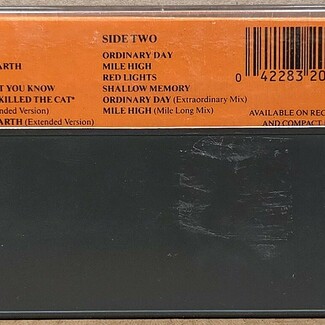 SIDE TWO
ORDINARY DAY
ARTH MILE HIGH
RED LIGHTS
T YOU KNOW SHALLOW MEMORY
KILLED THE CAT* ORDINARY DAY (Extraordinary Mix)
nded Version) MILE HIGH (Mile Long Mix)
ARTH (Extended Version)
0 42283 20
AVAILABLE ON REC
AND COMPACT